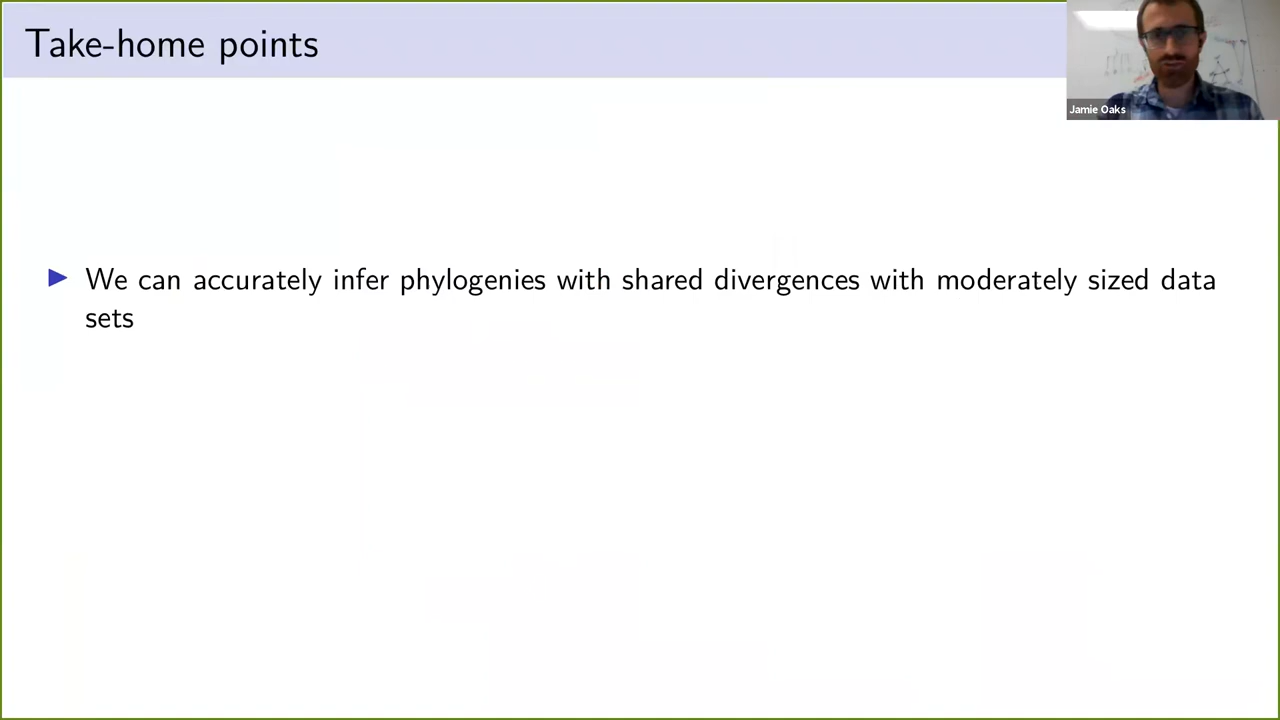 Take-home points
Jamie Oaks
We can accurately infer phylogenies with shared divergences with moderately sized data
sets